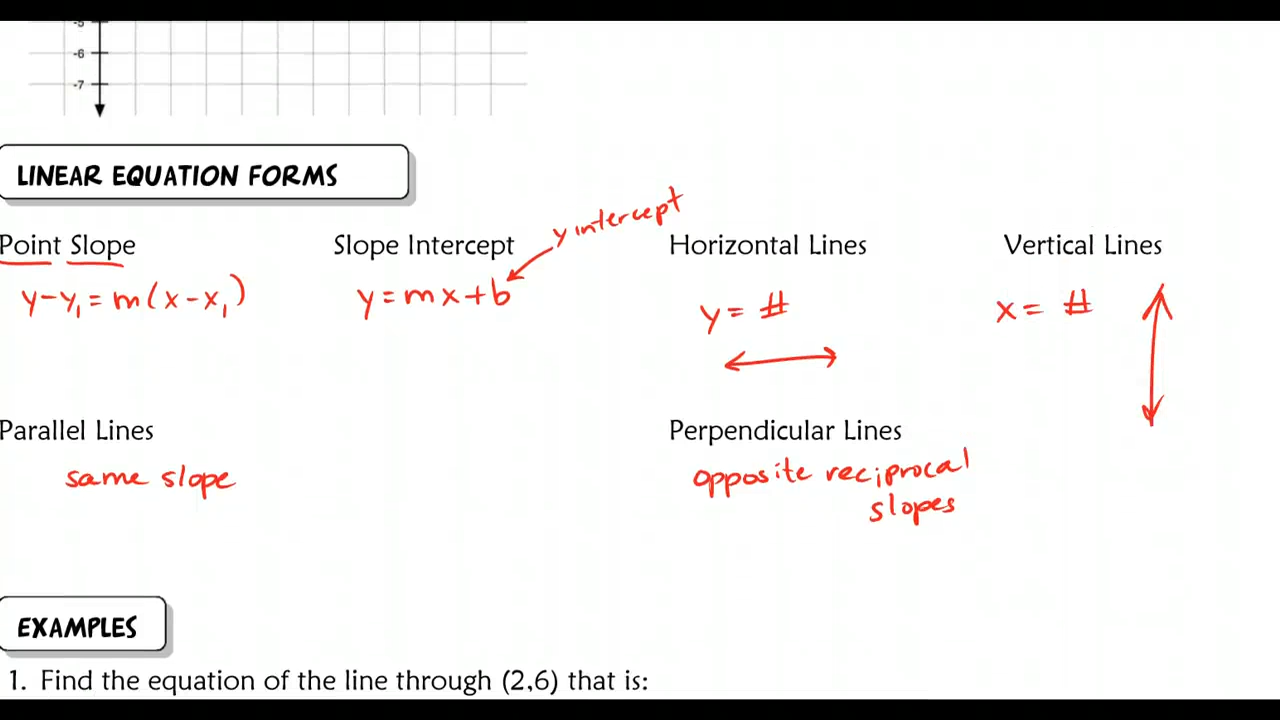 -5
-6
-7
LINEAR EQUATION FORMS
Point Slope
y-y₁=m(x-x₁)
Slope Intercept
y=mx+b
y intercept
Horizontal Lines
y= #
Vertical Lines
x= #
Parallel Lines
same slope
Perpendicular Lines
opposite reciprocal
slopes
EXAMPLES
1. Find the equation of the line through (2,6) that is: